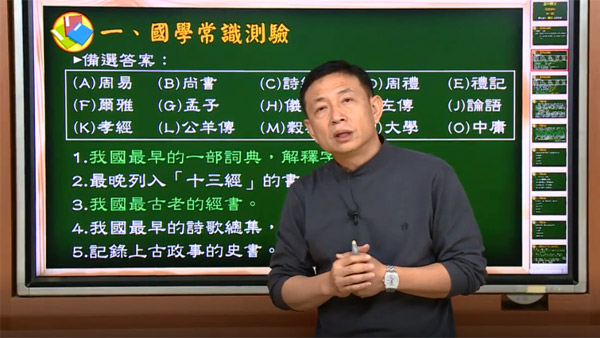 一、國學常識測驗
▸備選答案：
(A)周易 (B)尚書 (C)詩 (D)周禮 (E)禮記
(F)爾雅 (G)孟子 (H)儀 左傳 (J)論語
(K)孝經 (L)公羊傳 (M)穀 大學 (O)中庸
1.我國最早的一部詞典，解釋字
2.最晚列入「十三經」的書
3.我國最古老的經書。
4.我國最早的詩歌總集，
5.記錄上古政事的史書。